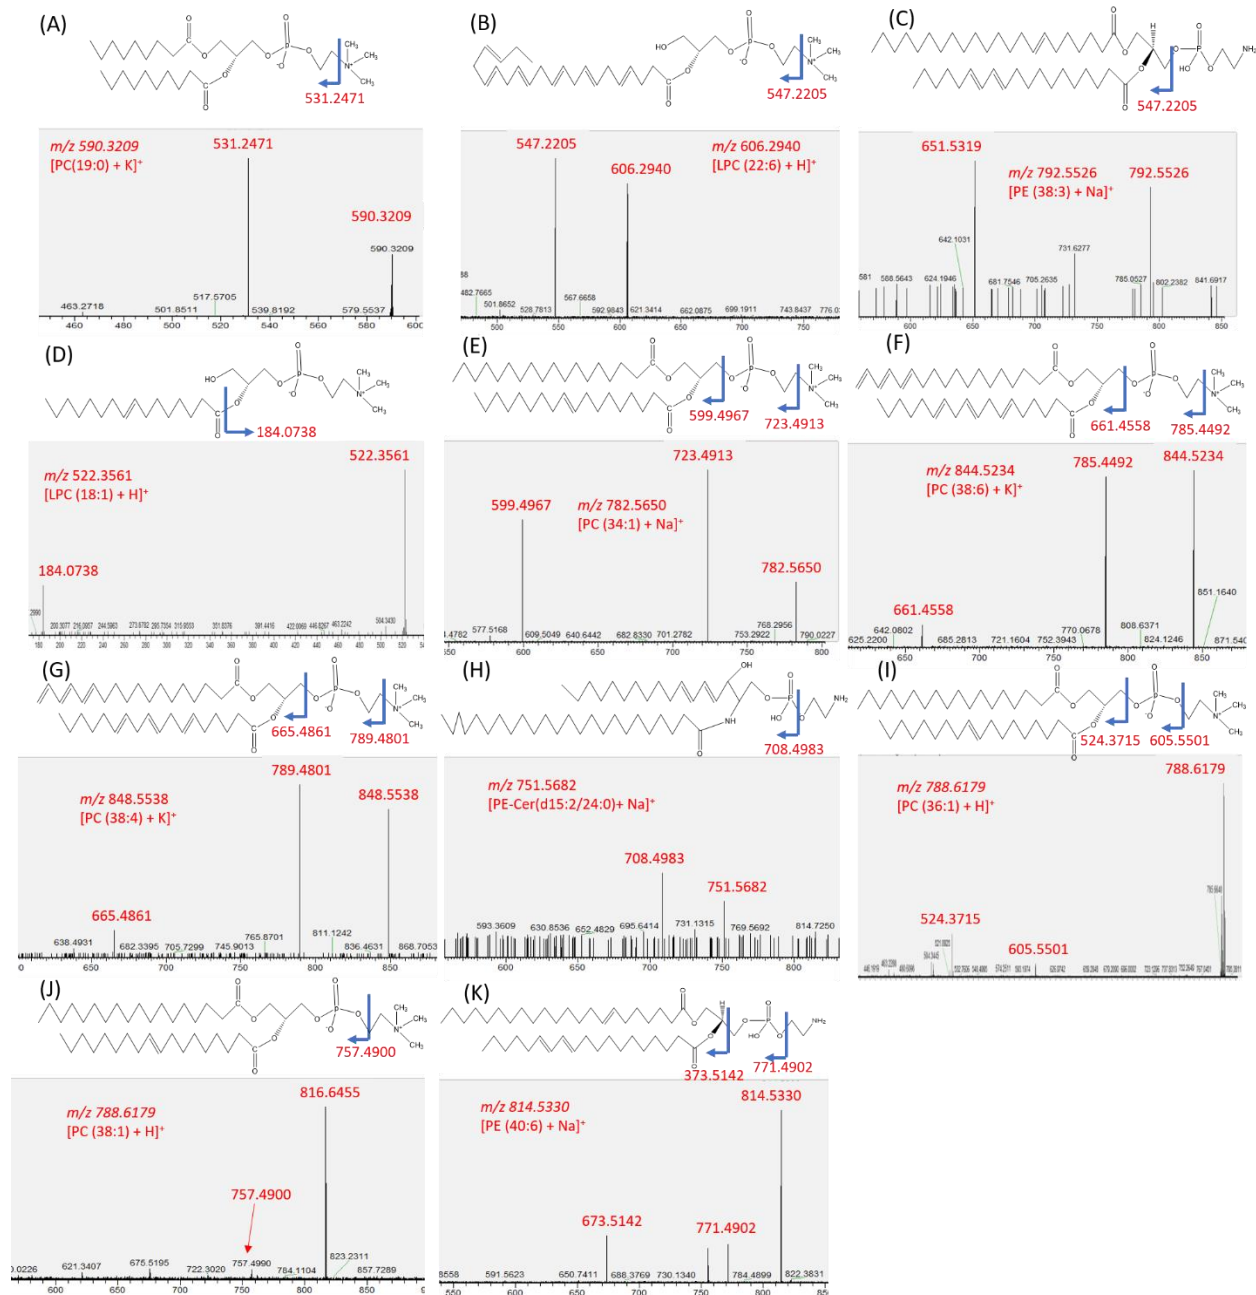 (A)
531.2471
m/z 590.3209
[PC(19:0) + K]⁺
531.2471
590.3209
590.3209
463.2718
501.8511
517.5705
539.8192
579.5537
460 480 500 520 540 560 580 600
(B)
547.2205
547.2205
606.2940
m/z 606.2940
[LPC (22:6) + H]⁺
88
482.7665
501.8652
528.7813
567.6658
592.9843
621.3414
662.0875
699.1911
743.8437
776.03
500 550 600 650 700 750
(C)
547.2205
651.5319
m/z 792.5526
[PE (38:3) + Na]⁺
792.5526
642.1031
731.6277
581
588.5643
624.1946
681.7546
705.2635
785.0527
802.2382
841.6917
600 650 700 750 800 850
(D)
184.0738
m/z 522.3561
[LPC (18:1) + H]⁺
522.3561
184.0738
(E)
599.4967
723.4913
723.4913
599.4967
m/z 782.5650
[PC (34:1) + Na]⁺
782.5650
577.5168
609.5049
640.6442
682.8330
701.2782
753.2922
768.2956
790.0227
550 600 650 700 750 800
(F)
661.4558
785.4492
m/z 844.5234
[PC (38:6) + K]⁺
785.4492
844.5234
661.4558
625.2200
642.0802
685.2813
721.1604
752.3943
770.0678
808.6371
824.1246
851.1640
871.540
650 700 750 800 850
(G)
665.4861
789.4801
789.4801
m/z 848.5538
[PC (38:4) + K]⁺
848.5538
665.4861
638.4931
682.3395
705.7299
745.9013
765.8701
811.1242
836.4631
868.7053
650 700 750 800 850
(H)
708.4983
m/z 751.5682
[PE-Cer(d15:2/24:0)+ Na]⁺
708.4983
751.5682
593.3609
630.8536
652.4829
695.6414
731.1315
769.5692
814.7250
600 650 700 750 800
(I)
524.3715
605.5501
m/z 788.6179
[PC (36:1) + H]⁺
788.6179
524.3715
605.5501
(J)
757.4900
m/z 788.6179
[PC (38:1) + H]⁺
816.6455
757.4900
0.0226
621.3407
675.5195
722.3020
757.4990
784.1104
823.2311
857.7289
600 650 700 750 800 850
(K)
373.5142
771.4902
m/z 814.5330
[PE (40:6) + Na]⁺
814.5330
673.5142
771.4902
8558
591.5623
650.7411
688.3769
730.1340
784.4899
822.3831
550 600 650 700 750 800 850